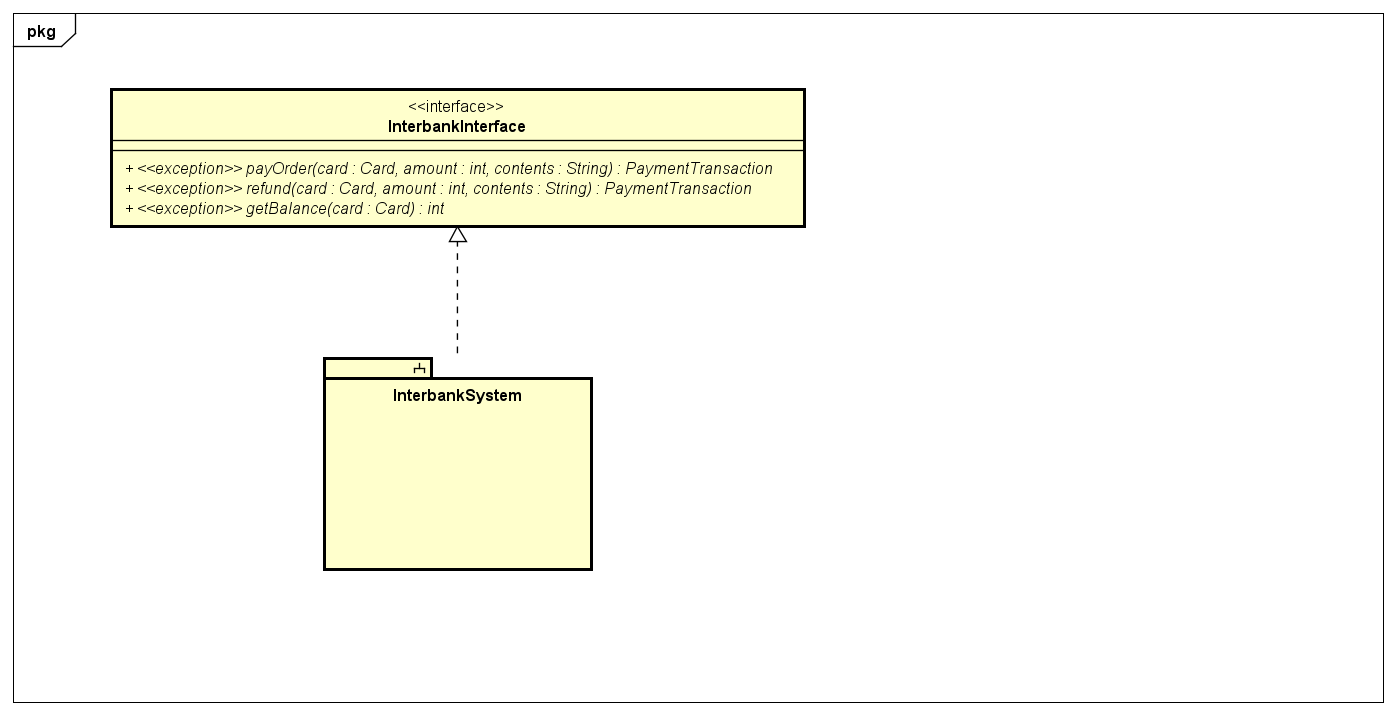 pkg
<<interface>>
InterbankInterface
+ <<exception>> payOrder(card : Card, amount : int, contents : String) : PaymentTransaction
+ <<exception>> refund(card : Card, amount : int, contents : String) : PaymentTransaction
+ <<exception>> getBalance(card : Card) : int
InterbankSystem